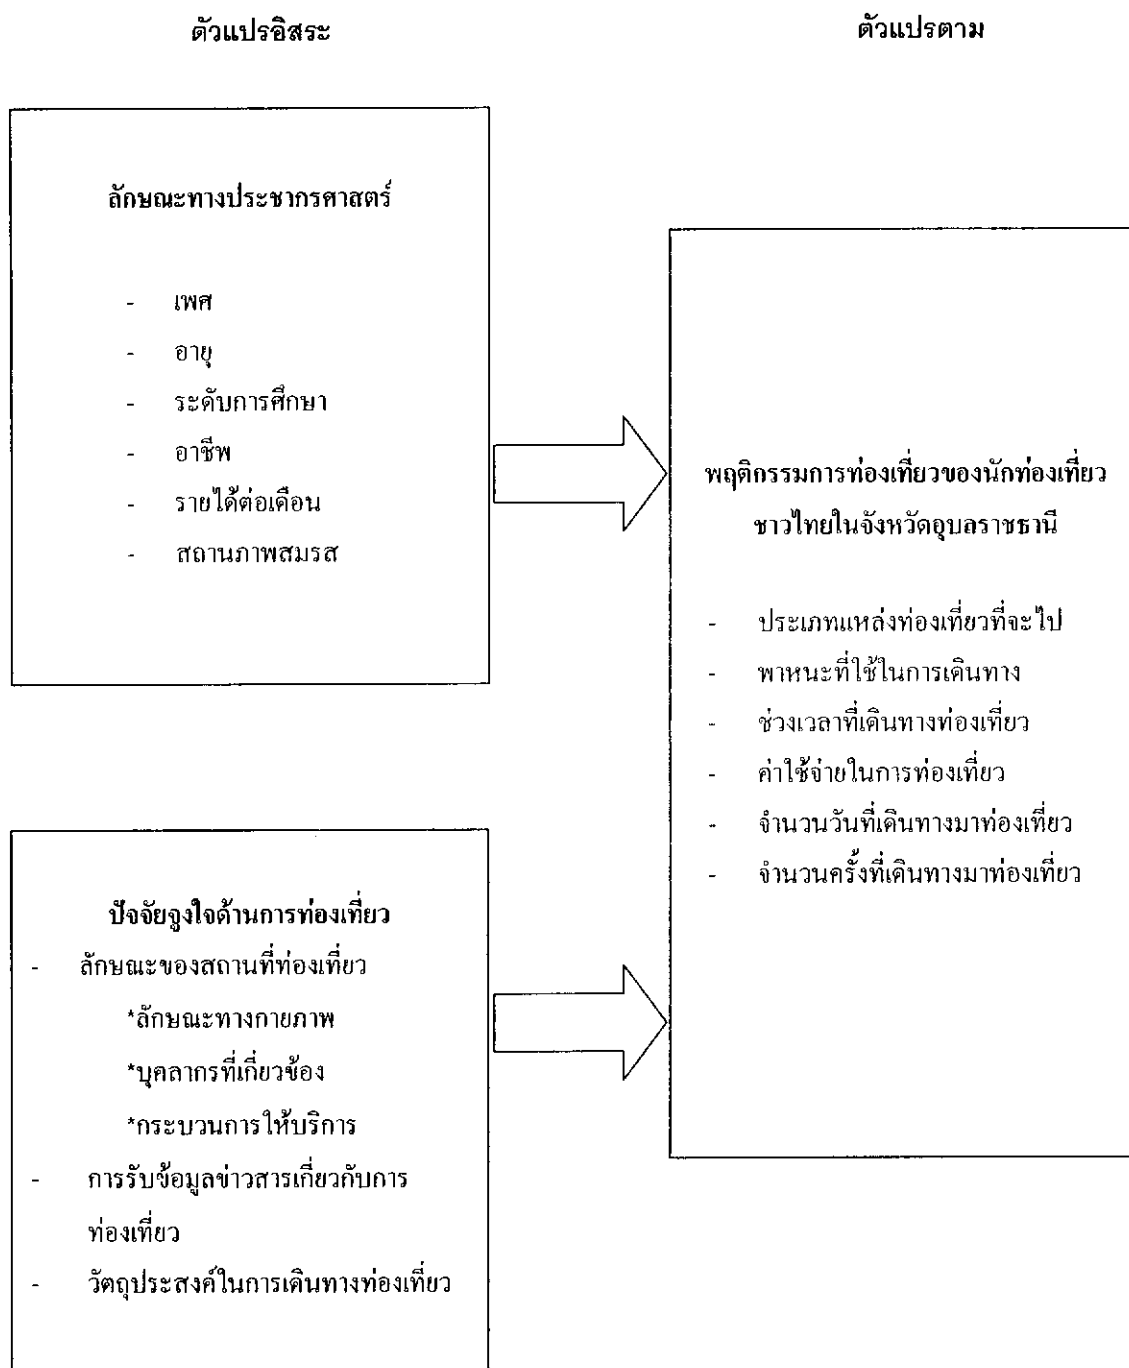 ตัวแปรอิสระ
ตัวแปรตาม
ลักษณะทางประชากรศาสตร์
- เพศ
- อายุ
- ระดับการศึกษา
- อาชีพ
- รายได้ต่อเดือน
- สถานภาพสมรส
ปัจจัยจูงใจด้านการท่องเที่ยว
- ลักษณะของสถานที่ท่องเที่ยว
*ลักษณะทางกายภาพ
*บุคลากรที่เกี่ยวข้อง
*กระบวนการให้บริการ
- การรับข้อมูลข่าวสารเกี่ยวกับการ
ท่องเที่ยว
- วัตถุประสงค์ในการเดินทางท่องเที่ยว
พฤติกรรมการท่องเที่ยวของนักท่องเที่ยว
ชาวไทยในจังหวัดอุบลราชธานี
- ประเภทแหล่งท่องเที่ยวที่จะไป
- พาหนะที่ใช้ในการเดินทาง
- ช่วงเวลาที่เดินทางท่องเที่ยว
- ค่าใช้จ่ายในการท่องเที่ยว
- จำนวนวันที่เดินทางมาท่องเที่ยว
- จำนวนครั้งที่เดินทางมาท่องเที่ยว